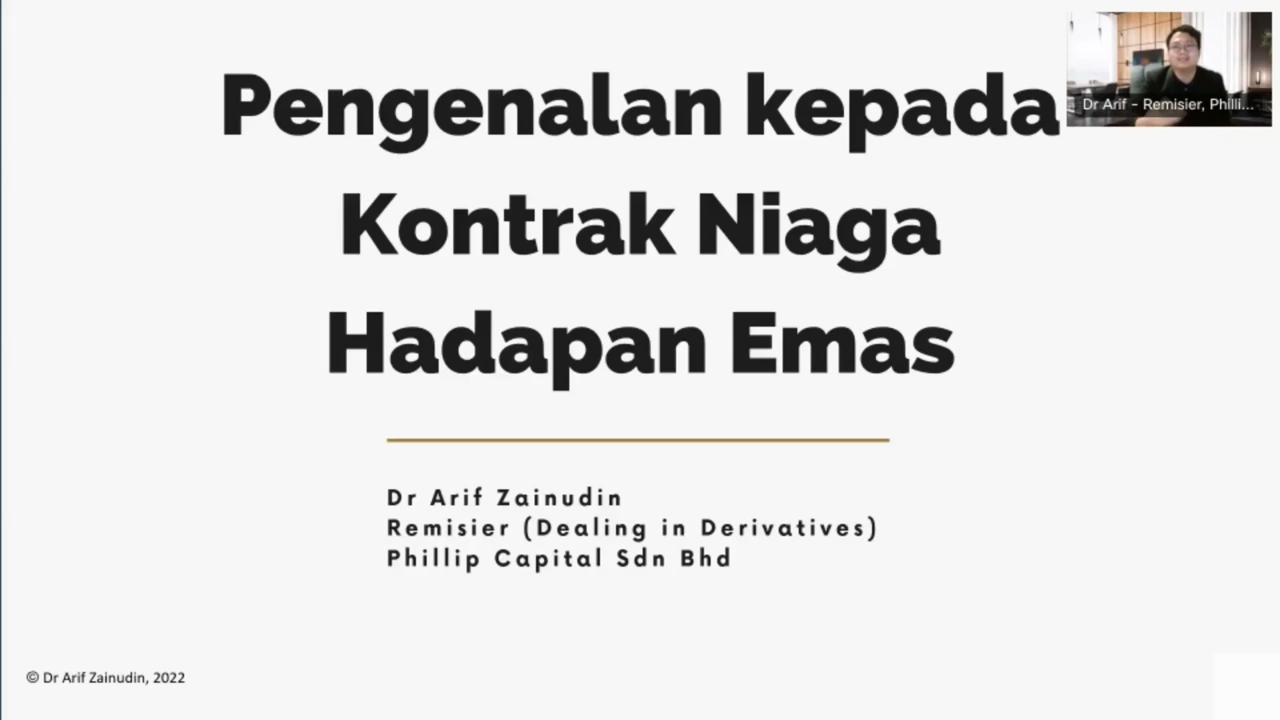 Pengenalan kepada
Kontrak Niaga
Hadapan Emas
Dr Arif Zainudin
Remisier (Dealing in Derivatives)
Phillip Capital Sdn Bhd
© Dr Arif Zainudin, 2022
Dr Arif - Remisier, Philli...